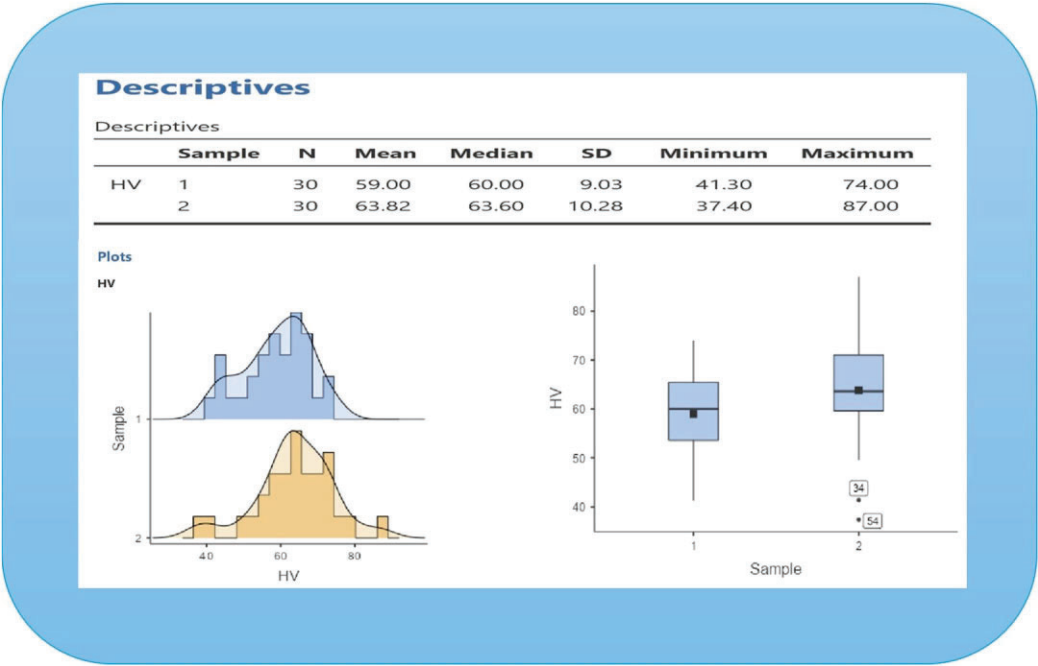 Descriptives
Descriptives
Sample N Mean Median SD Minimum Maximum
HV 1 30 59.00 60.00 9.03 41.30 74.00
2 30 63.82 63.60 10.28 37.40 87.00
Plots
HV
Sample
1
2
40 60 80
HV
HV
80
70
60
50
40
34
54
1 2
Sample